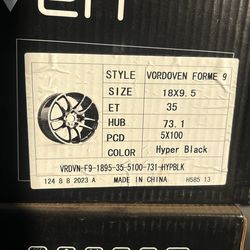 STYLE VORDOVEN FORME 9
SIZE 18X9.5
ET 35
HUB 73.1
PCD 5X100
COLOR Hyper Black
VRDVN-F9-1895-35-5100-731-HYPBLK
124 B 8 2023 A MADE IN CHINA H585 13